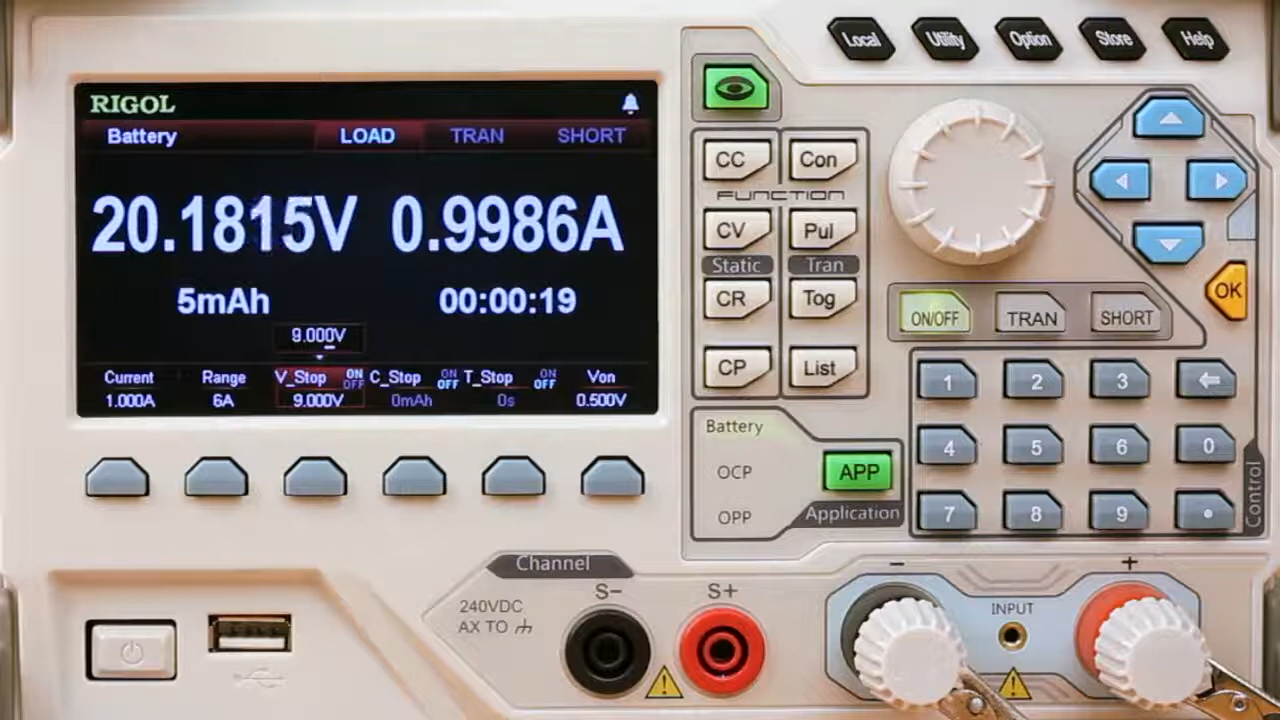 Local Utility Option Store Help
RIGOL
Battery LOAD TRAN SHORT
20.1815V 0.9986A
5mAh 00:00:19
9.000V
Current Range V_Stop ON OFF C_Stop ON OFF T_Stop ON OFF Von
1.000A 6A 9.000V 0mAh 0s 0.500V
CC Con
FUNCTION
CV Pul
Static Tran
CR Tog
CP List
OK
ON/OFF TRAN SHORT
1 2 3
4 5 6 0
7 8 9 •
Control
Battery
OCP APP
OPP Application
Channel
S- S+
240VDC
AX TO
- +
INPUT